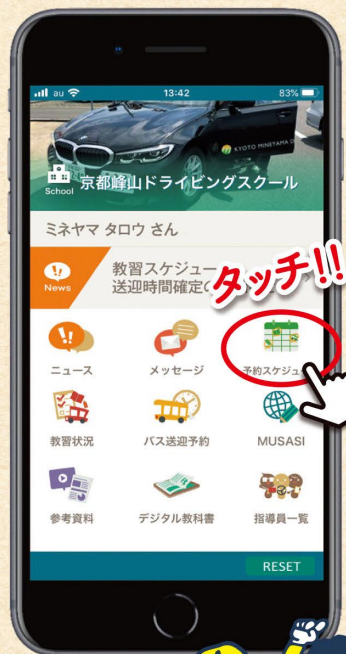 au 13:42 83%
KYOTO MINEYAMA D
School 京都峰山ドライビングスクール
ミネヤマ タロウ さん
News
教習スケジュー
送迎時間確定の
タッチ!!
ニュース メッセージ 予約スケジュ
教習状況 バス送迎予約 MUSASI
参考資料 デジタル教科書 指導員一覧
RESET